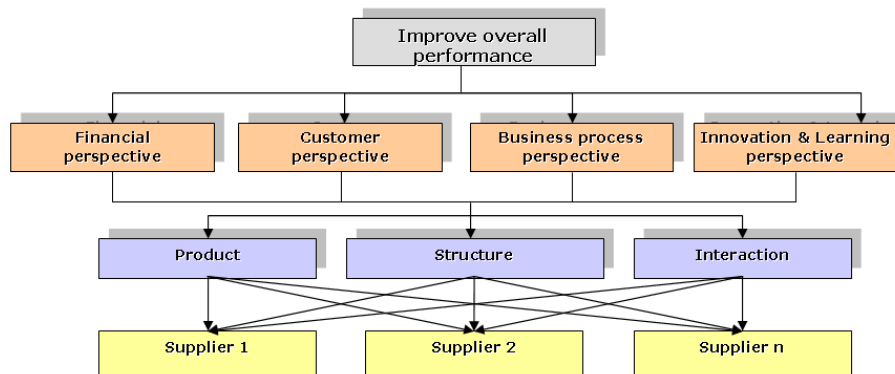 Improve overall
performance
Financial
perspective
Customer
perspective
Business process
perspective
Innovation & Learning
perspective
Product
Structure
Interaction
Supplier 1
Supplier 2
Supplier n